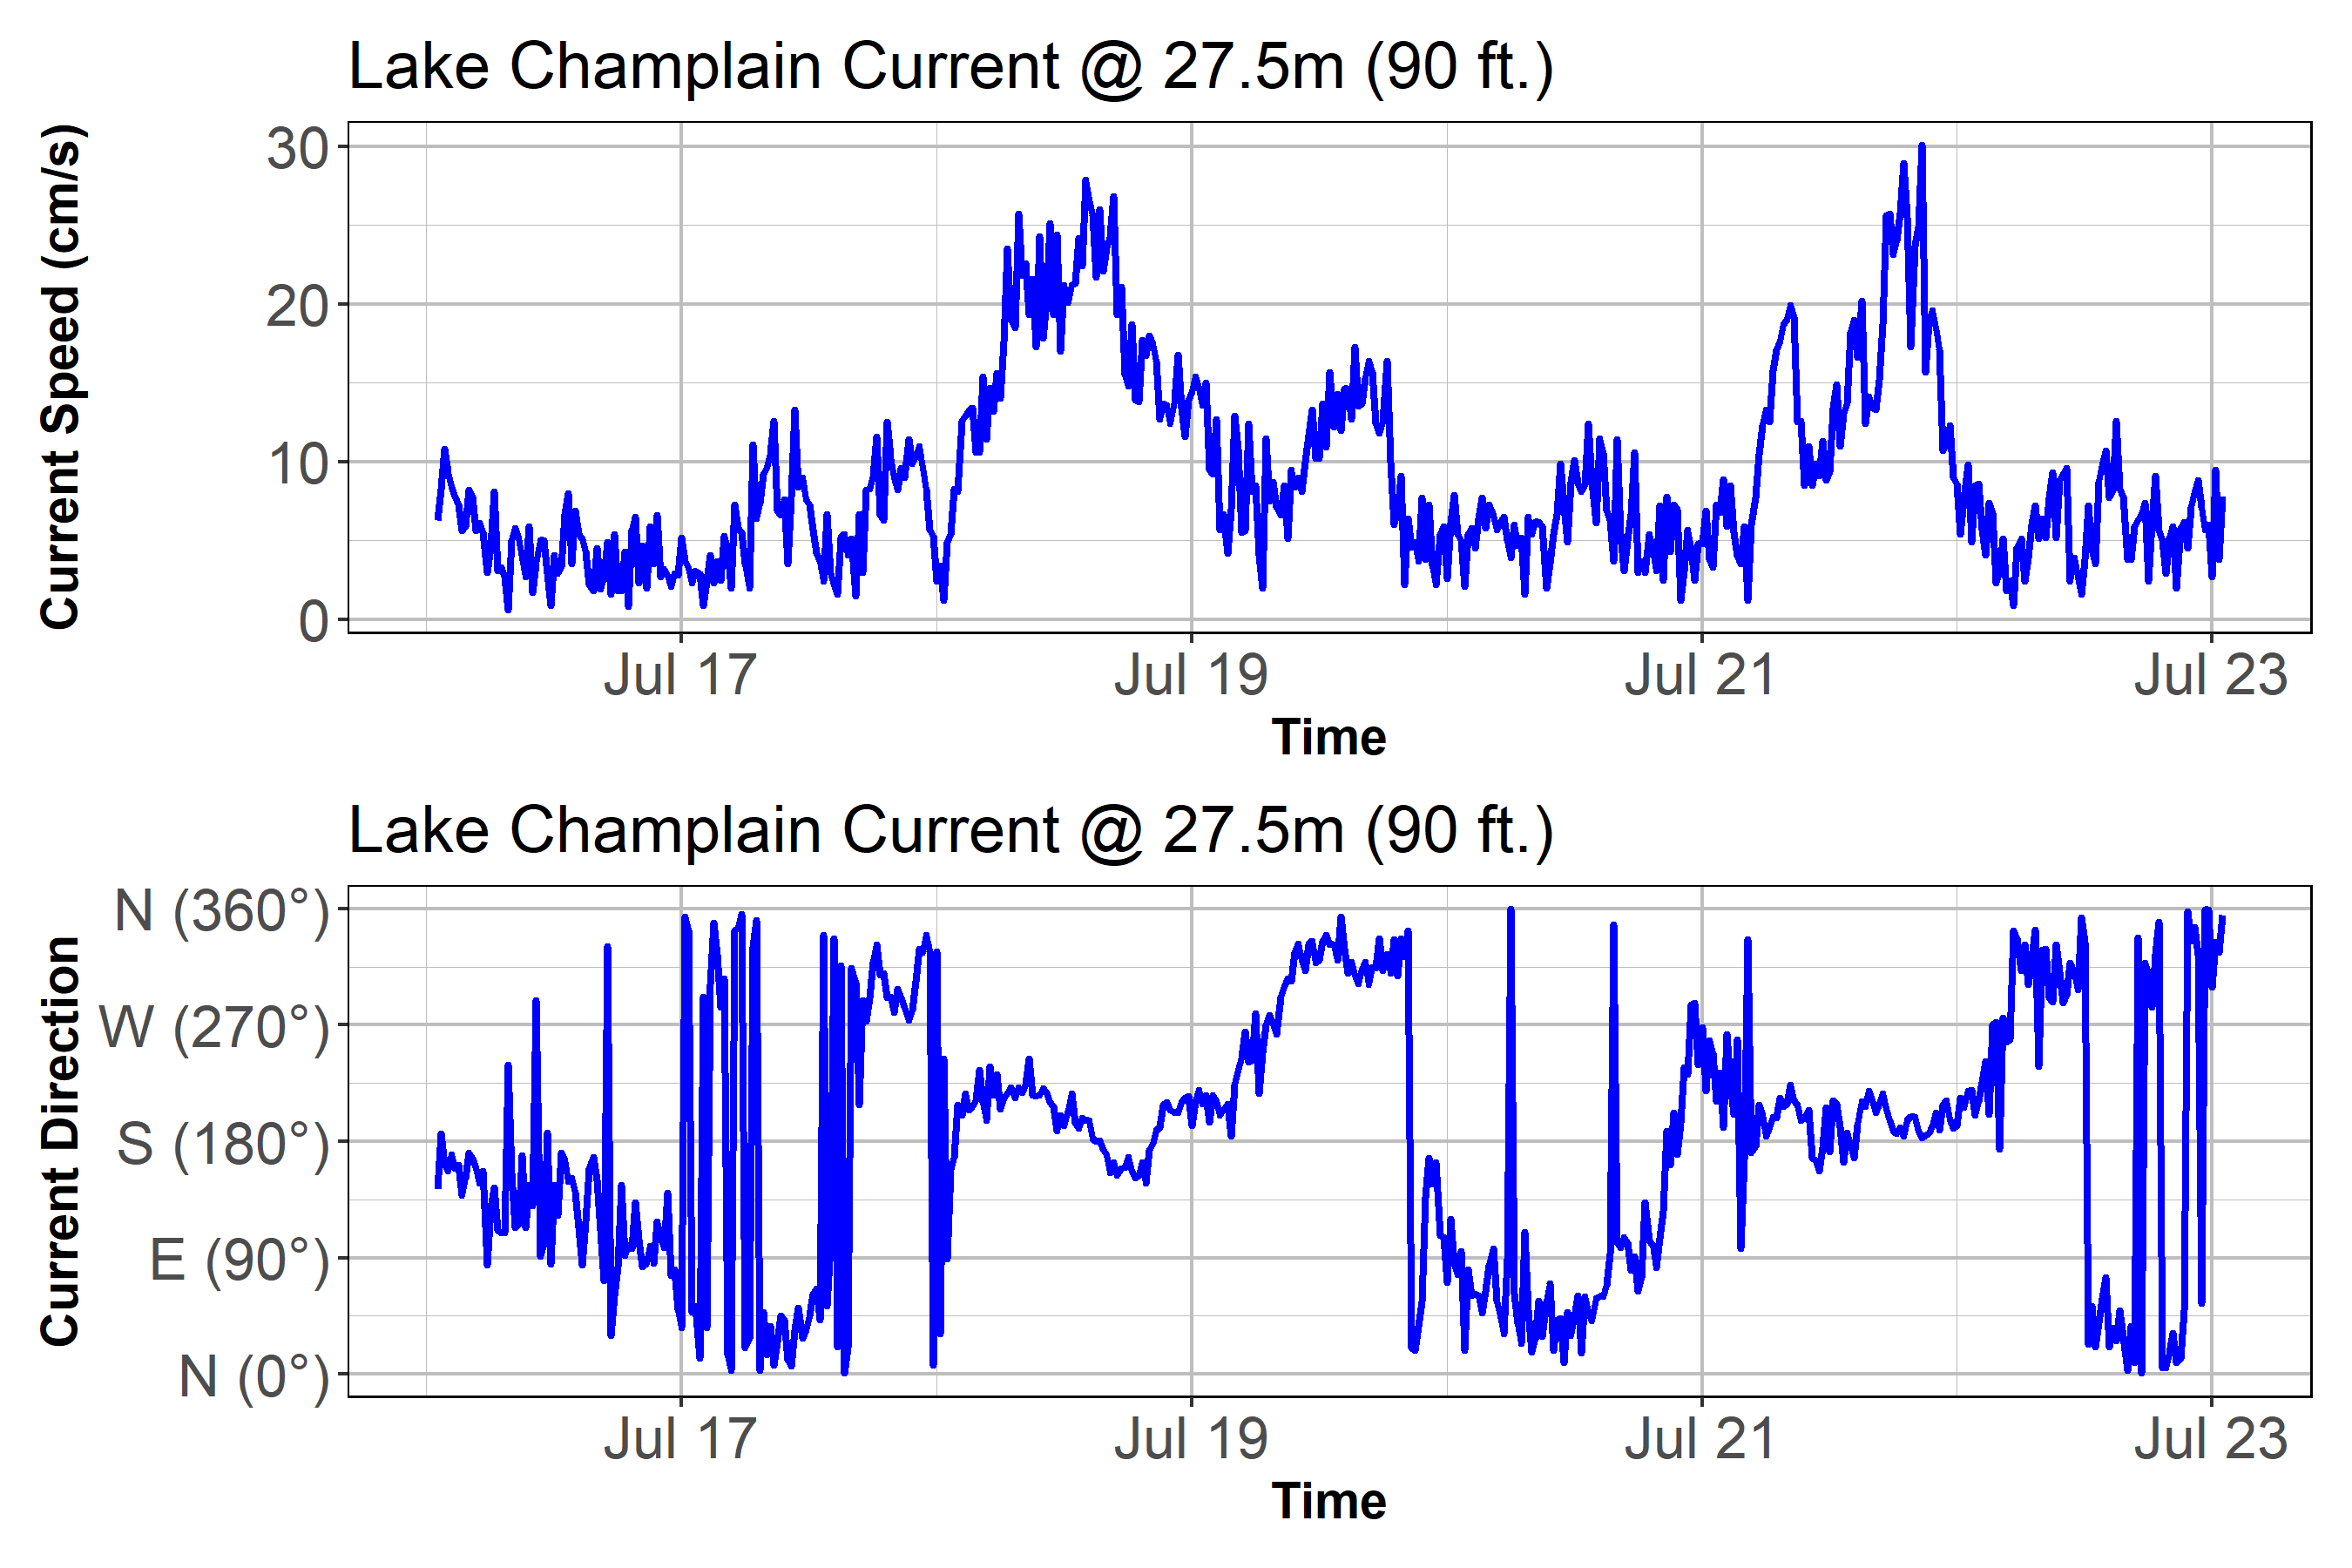 Lake Champlain Current @ 27.5m (90 ft.)
Current Speed (cm/s)
30
20
10
0
Jul 17
Jul 19
Jul 21
Jul 23
Time
Lake Champlain Current @ 27.5m (90 ft.)
Current Direction
N (360°)
W (270°)
S (180°)
E (90°)
N (0°)
Jul 17
Jul 19
Jul 21
Jul 23
Time